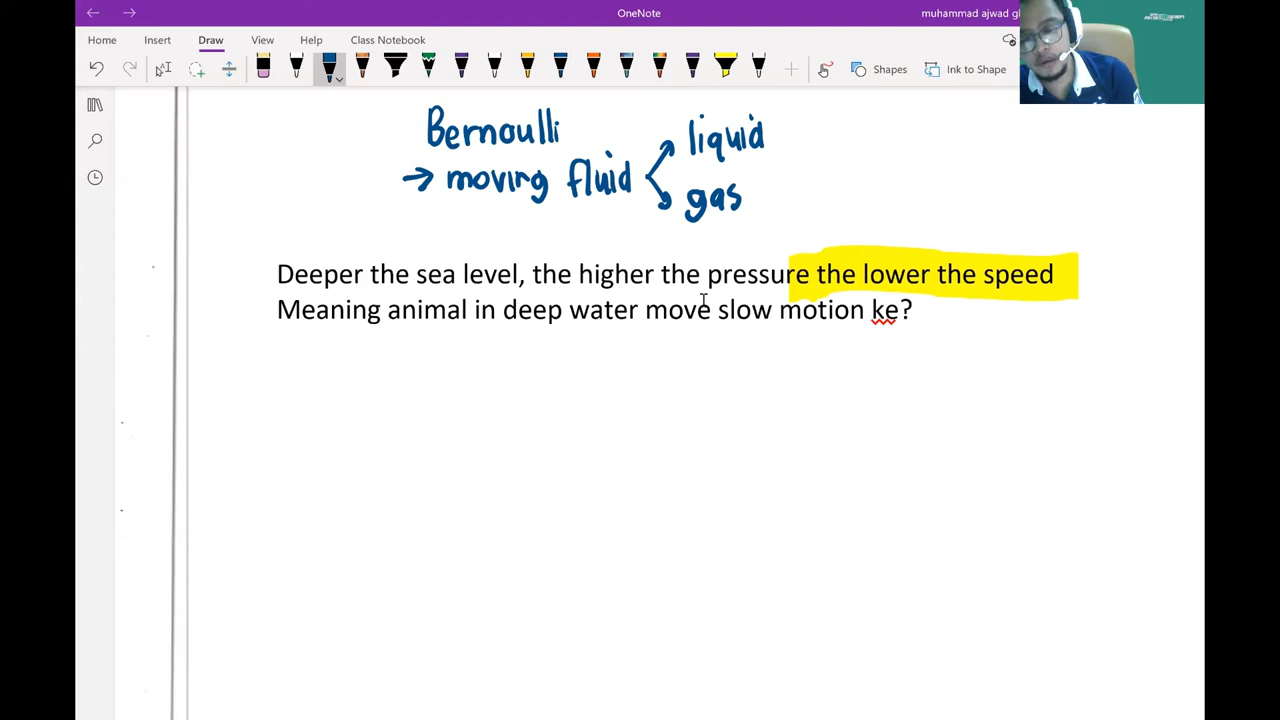 OneNote
muhammad ajwad gh
Home Insert Draw View Help Class Notebook
Shapes Ink to Shape
Bernoulli
→ moving fluid liquid
gas
Deeper the sea level, the higher the pressure the lower the speed
Meaning animal in deep water move slow motion ke?